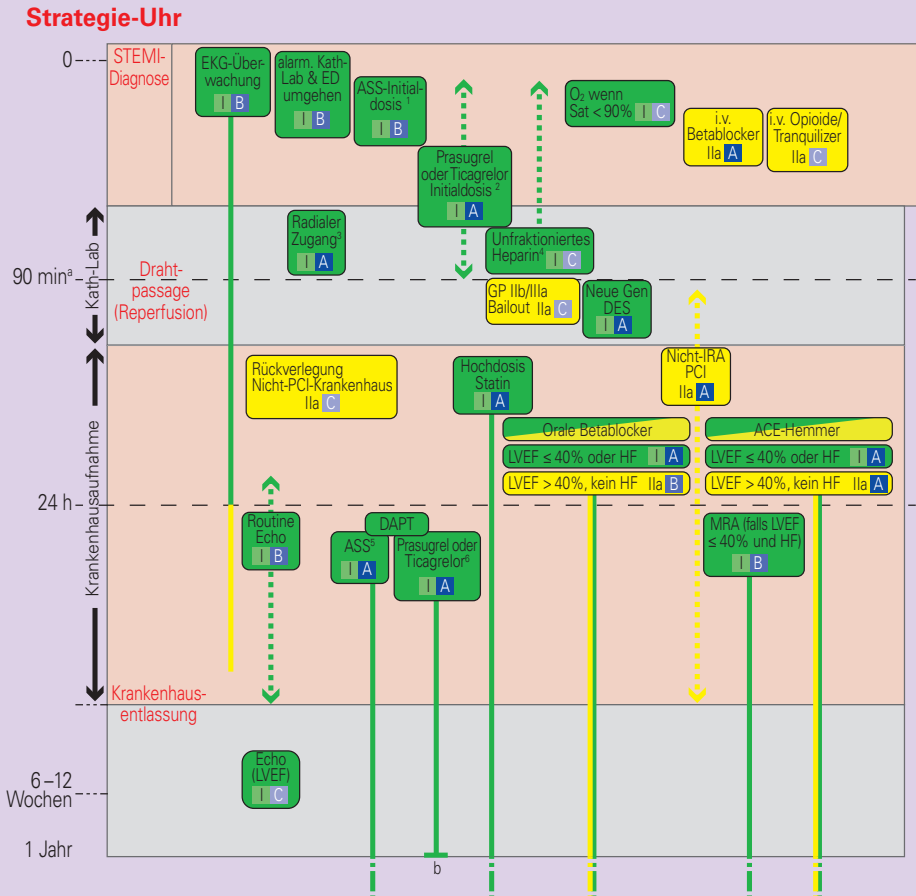 Strategie-Uhr
0
STEMI-
Diagnose
EKG-Über-
wachung
I B
alarm. Kath-
Lab & ED
umgehen
I B
ASS-Initial-
dosis 1
I B
Prasugrel
oder Ticagrelor
Initialdosis 2
I A
O2 wenn
Sat < 90% I C
i.v.
Betablocker
IIa A
i.v. Opioide/
Tranquilizer
IIa C
Kath-Lab
90 mina
Draht-
passage
(Reperfusion)
Radialer
Zugang3
I A
Unfraktioniertes
Heparin4 I C
GP IIb/IIIa
Bailout IIa C
Neue Gen
DES
I A
Krankenhausaufnahme
Rückverlegung
Nicht-PCI-Krankenhaus
IIa C
Hochdosis
Statin
I A
Nicht-IRA
PCI
IIa A
Orale Betablocker
LVEF ≤ 40% oder HF I A
LVEF > 40%, kein HF IIa B
ACE-Hemmer
LVEF ≤ 40% oder HF I A
LVEF > 40%, kein HF IIa A
24 h
Routine
Echo
I B
DAPT
ASS5
I A
Prasugrel oder
Ticagrelor6
I A
MRA (falls LVEF
≤ 40% und HF)
I B
Krankenhaus-
entlassung
Echo
(LVEF)
I C
6–12
Wochen
1 Jahr
b